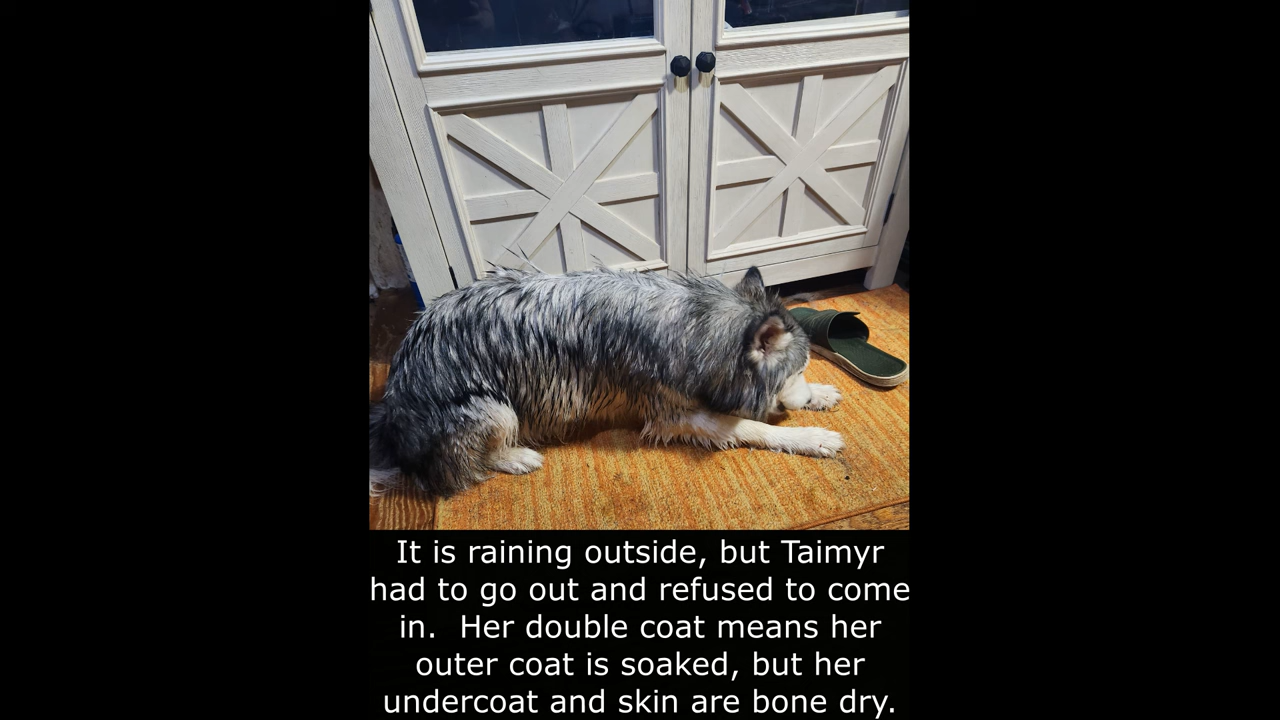 It is raining outside, but Taimyr
had to go out and refused to come
in.  Her double coat means her
outer coat is soaked, but her
undercoat and skin are bone dry.